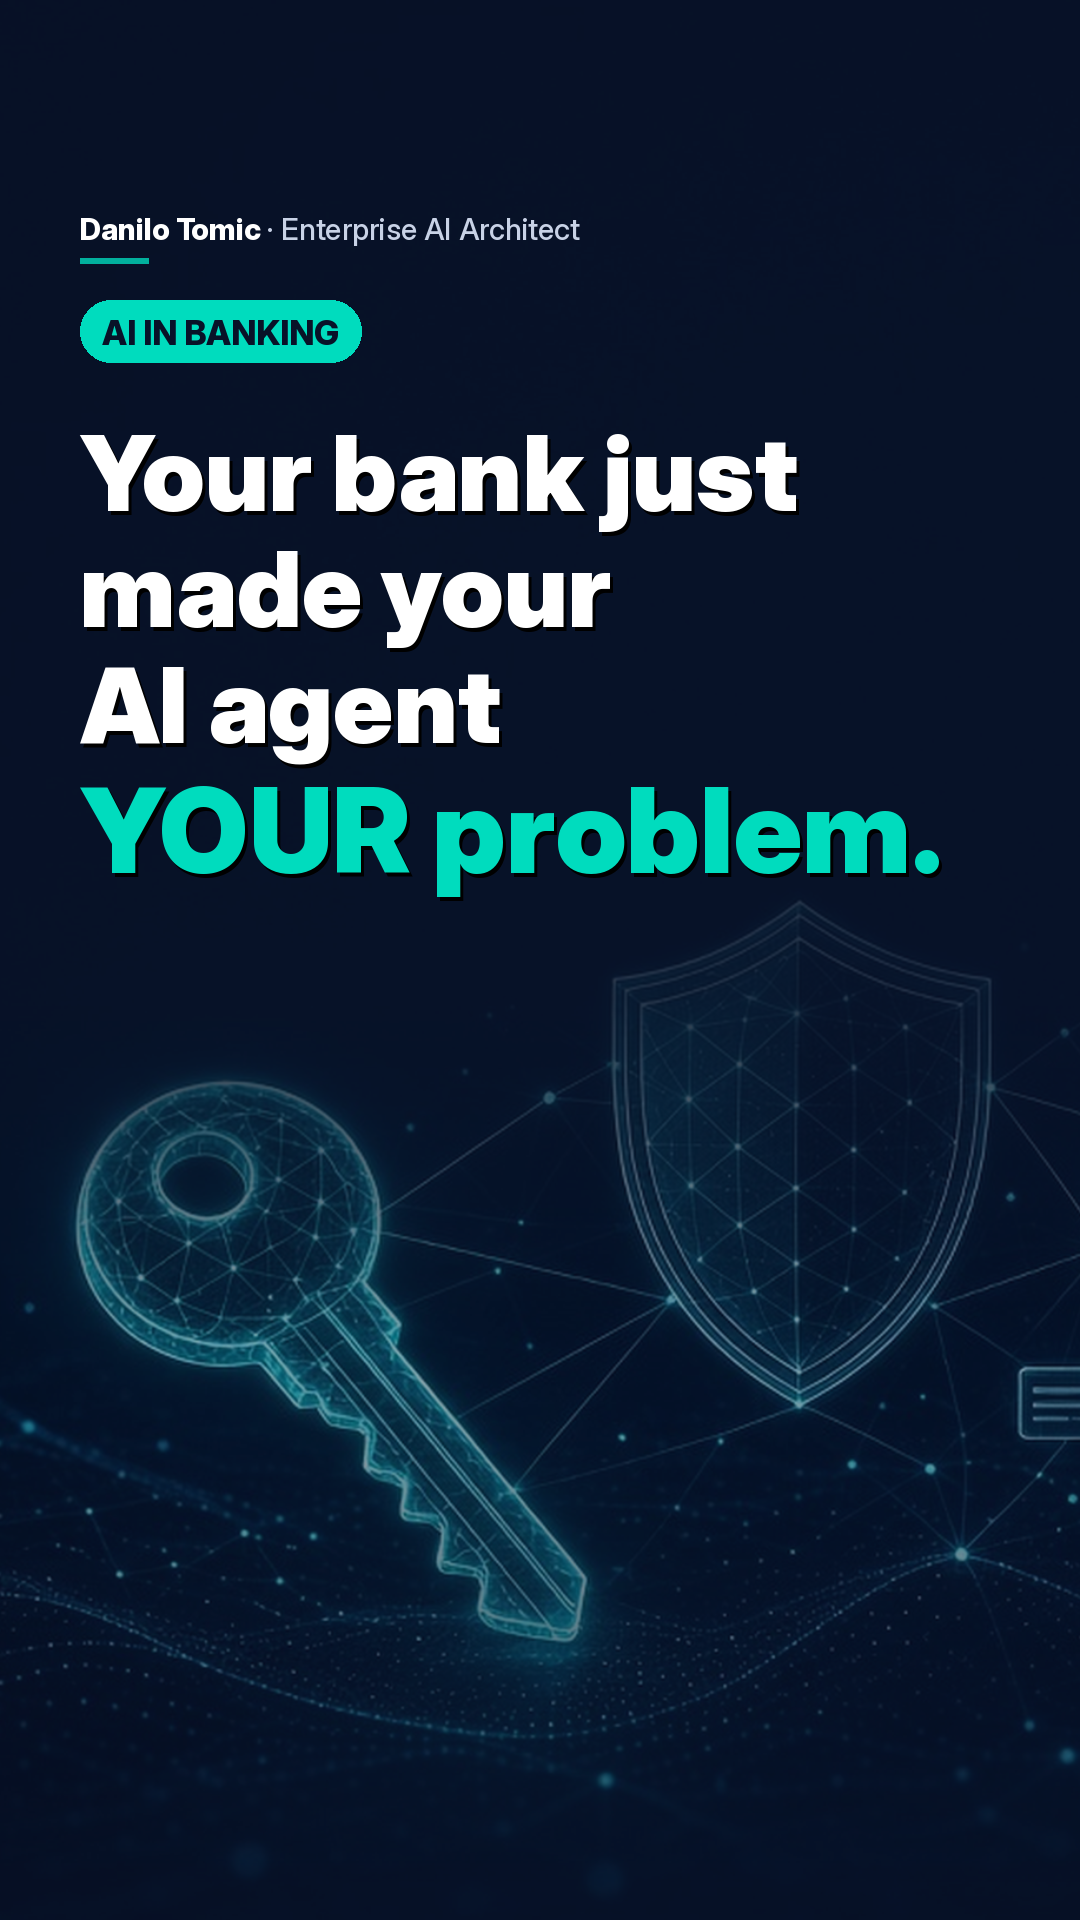 Danilo Tomic · Enterprise AI Architect
AI IN BANKING
Your bank just
made your
AI agent
YOUR problem.